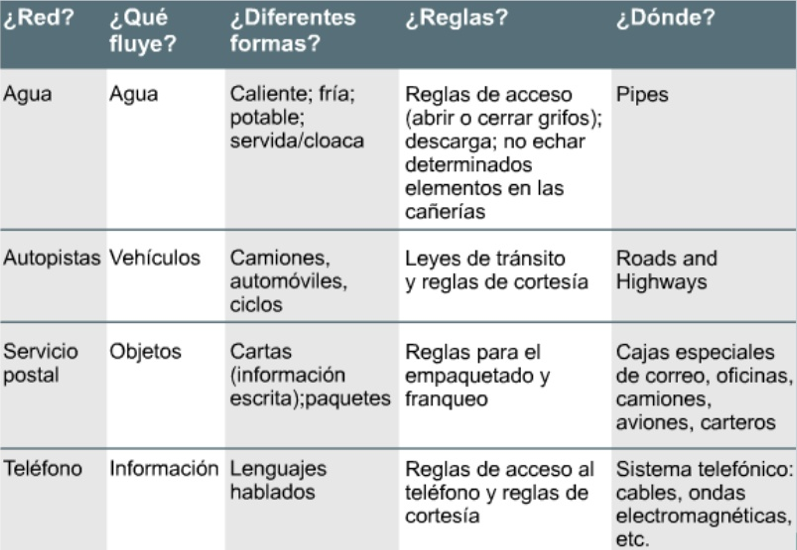 ¿Red?
¿Qué
fluye?
¿Diferentes
formas?
¿Reglas?
¿Dónde?
Agua
Agua
Caliente; fría;
potable;
servida/cloaca
Reglas de acceso
(abrir o cerrar grifos);
descarga; no echar
determinados
elementos en las
cañerías
Pipes
Autopistas
Vehículos
Camiones,
automóviles,
ciclos
Leyes de tránsito
y reglas de cortesía
Roads and
Highways
Servicio
postal
Objetos
Cartas
(información
escrita);paquetes
Reglas para el
empaquetado y
franqueo
Cajas especiales
de correo, oficinas,
camiones,
aviones, carteros
Teléfono
Información
Lenguajes
hablados
Reglas de acceso al
teléfono y reglas de
cortesía
Sistema telefónico:
cables, ondas
electromagnéticas,
etc.